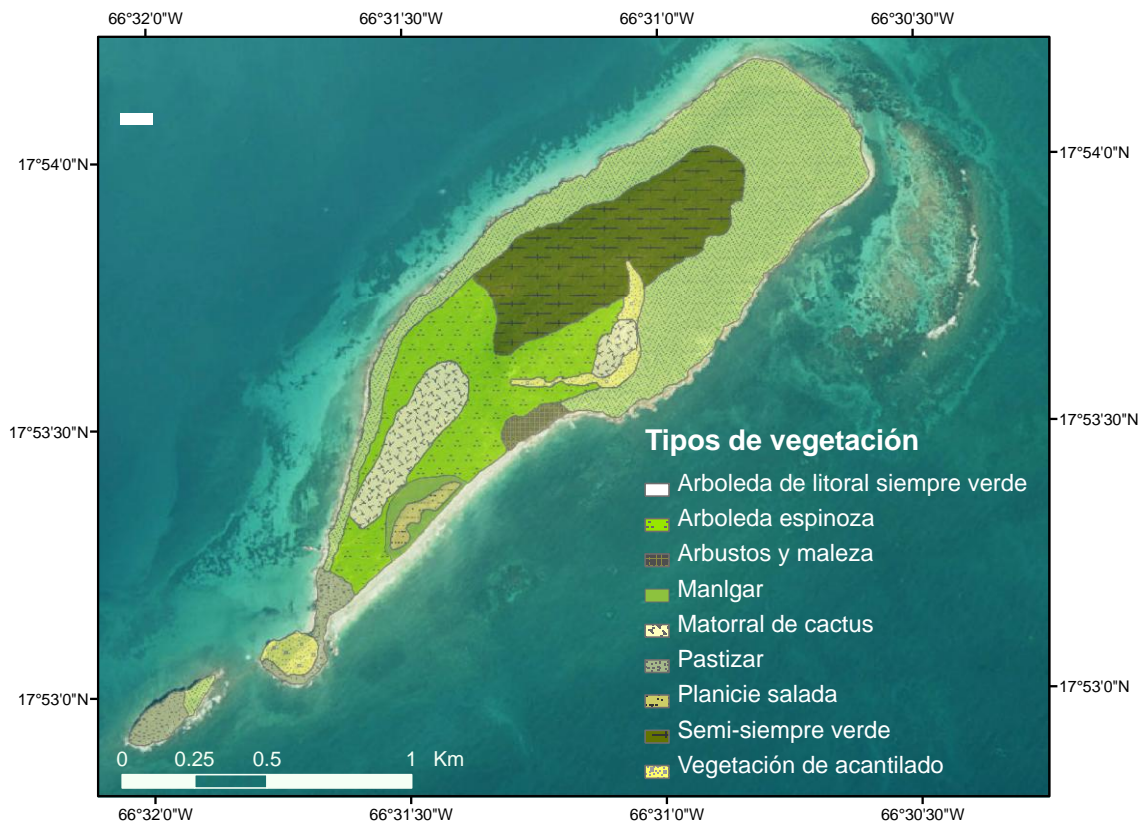 66°32'0"W 66°31'30"W 66°31'0"W 66°30'30"W
17°54'0"N 17°54'0"N
17°53'30"N 17°53'30"N
Tipos de vegetación
Arboleda de litoral siempre verde
Arboleda espinoza
Arbustos y maleza
Manlgar
Matorral de cactus
Pastizar
Planicie salada
Semi-siempre verde
Vegetación de acantilado
17°53'0"N 17°53'0"N
0 0.25 0.5 1 Km
66°32'0"W 66°31'30"W 66°31'0"W 66°30'30"W